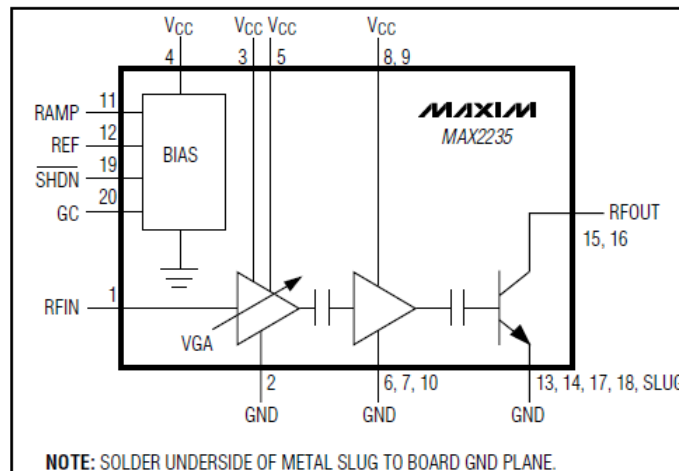 VCC VCC VCC VCC
4 3 5 8, 9
MAXIM
MAX2235
RAMP 11
REF 12
SHDN 19
GC 20
BIAS
RFOUT
15, 16
RFIN 1
VGA
2 6, 7, 10 13, 14, 17, 18, SLUG
GND GND GND
NOTE: SOLDER UNDERSIDE OF METAL SLUG TO BOARD GND PLANE.